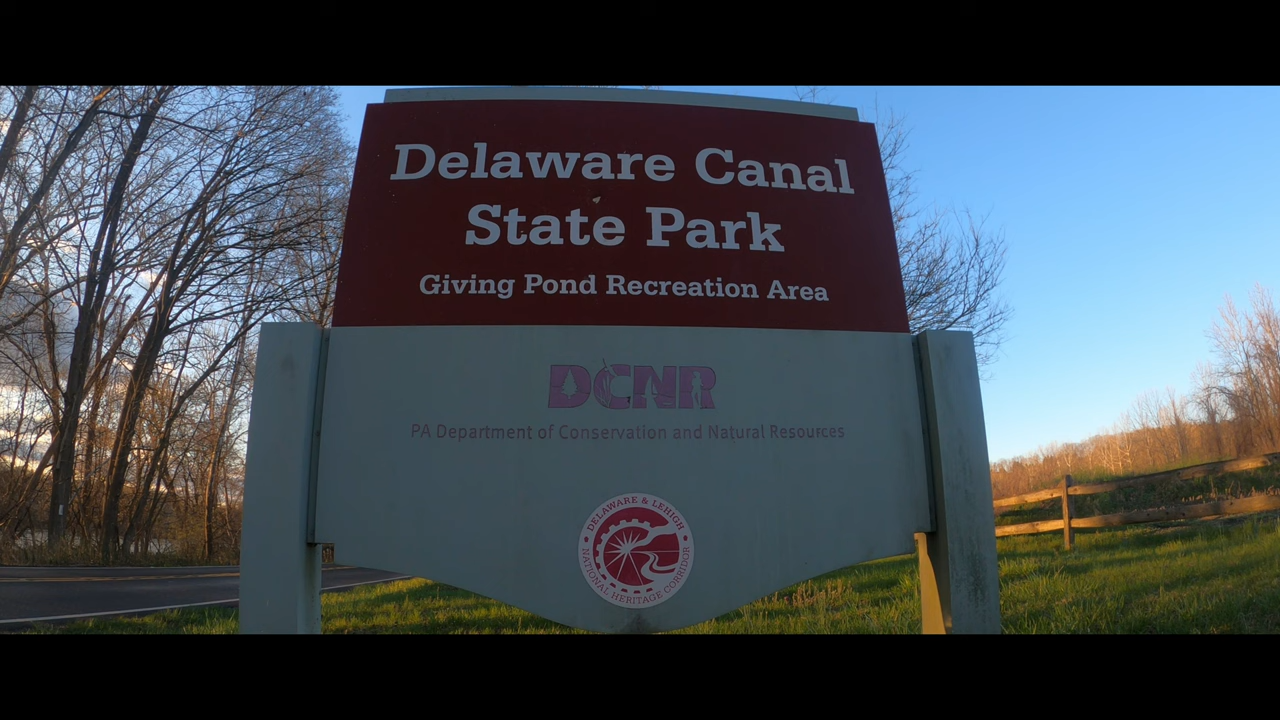 Delaware Canal
State Park
Giving Pond Recreation Area
DCNR
PA Department of Conservation and Natural Resources
DELAWARE & LEHIGH
NATIONAL HERITAGE CORRIDOR